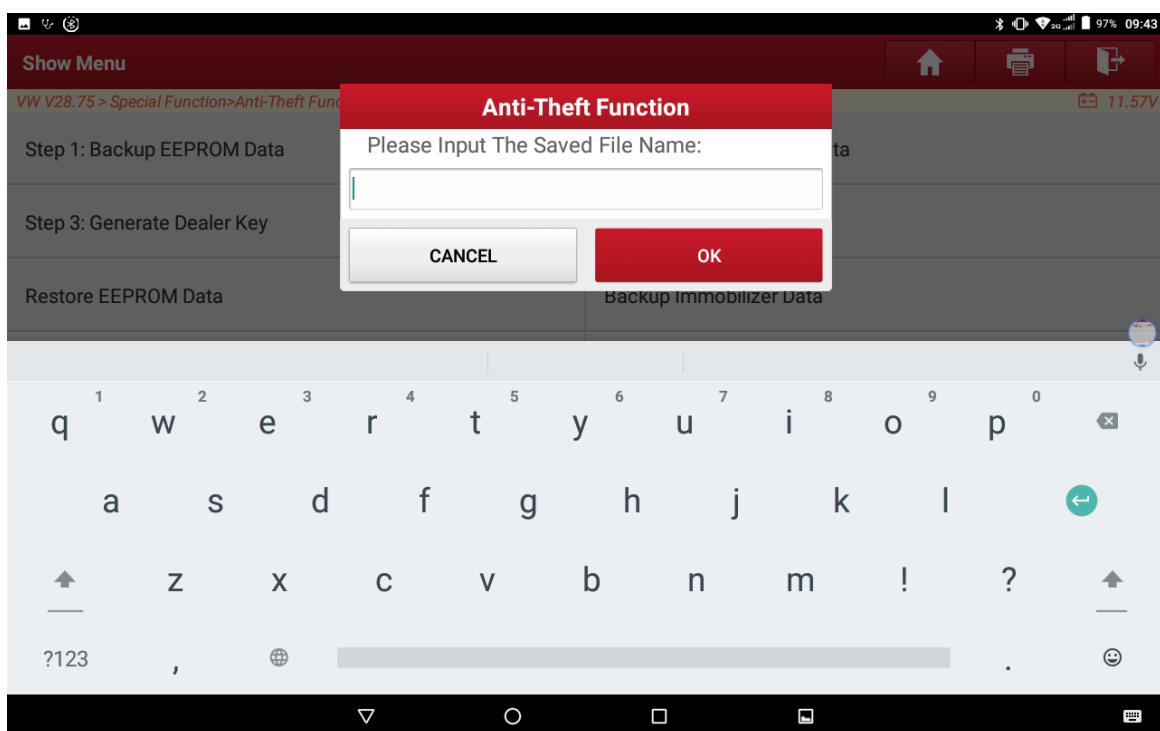 2G 97% 09:43
Show Menu
VW V28.75 > Special Function>Anti-Theft Func
11.57V
Anti-Theft Function
Please Input The Saved File Name:
CANCEL OK
Step 1: Backup EEPROM Data
ta
Step 3: Generate Dealer Key
Restore EEPROM Data
Backup Immobilizer Data
1 2 3 4 5 6 7 8 9 0
q w e r t y u i o p
a s d f g h j k l
z x c v b n m ! ?
?123 , .